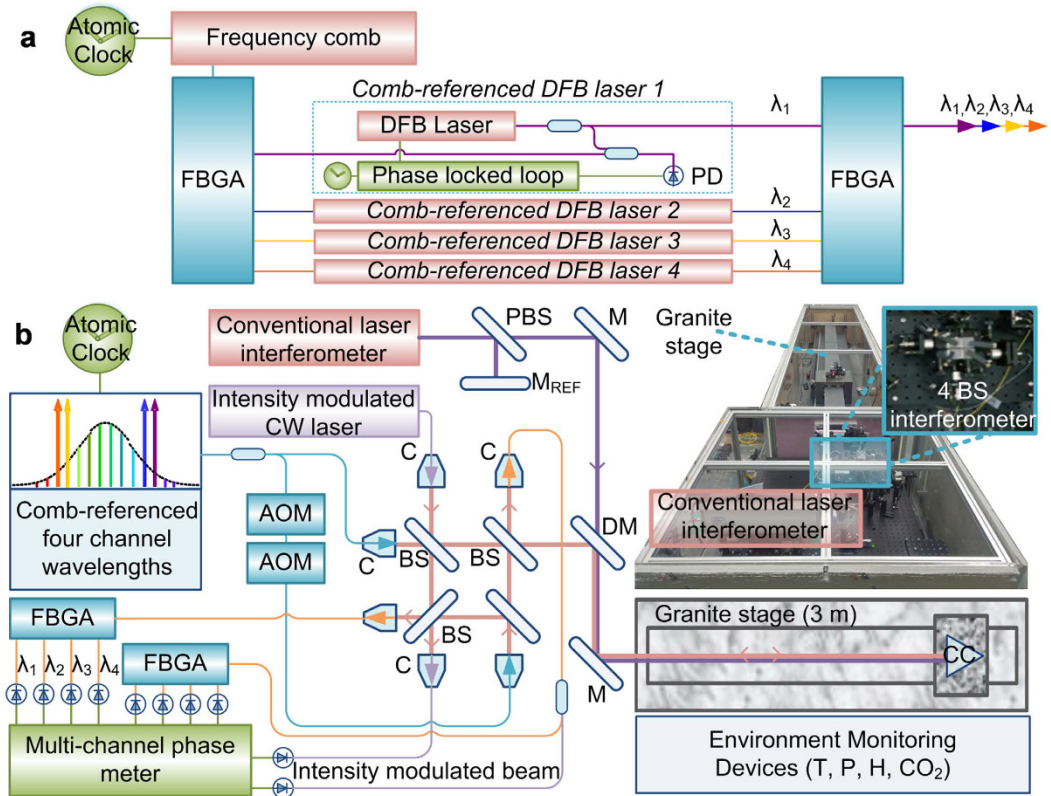 a
Atomic
Clock
Frequency comb
Comb-referenced DFB laser 1
DFB Laser
Phase locked loop
PD
FBGA
FBGA
λ1
λ1,λ2,λ3,λ4
Comb-referenced DFB laser 2
λ2
Comb-referenced DFB laser 3
λ3
Comb-referenced DFB laser 4
λ4
b
Atomic
Clock
Conventional laser
interferometer
PBS
M
MREF
Granite
stage
4 BS
interferometer
Intensity modulated
CW laser
C
C
Conventional laser
interferometer
Comb-referenced
four channel
wavelengths
AOM
AOM
C
BS
BS
DM
BS
C
FBGA
λ1
λ2
λ3
λ4
FBGA
M
Granite stage (3 m)
CC
Multi-channel phase
meter
Intensity modulated beam
Environment Monitoring
Devices (T, P, H, CO2)